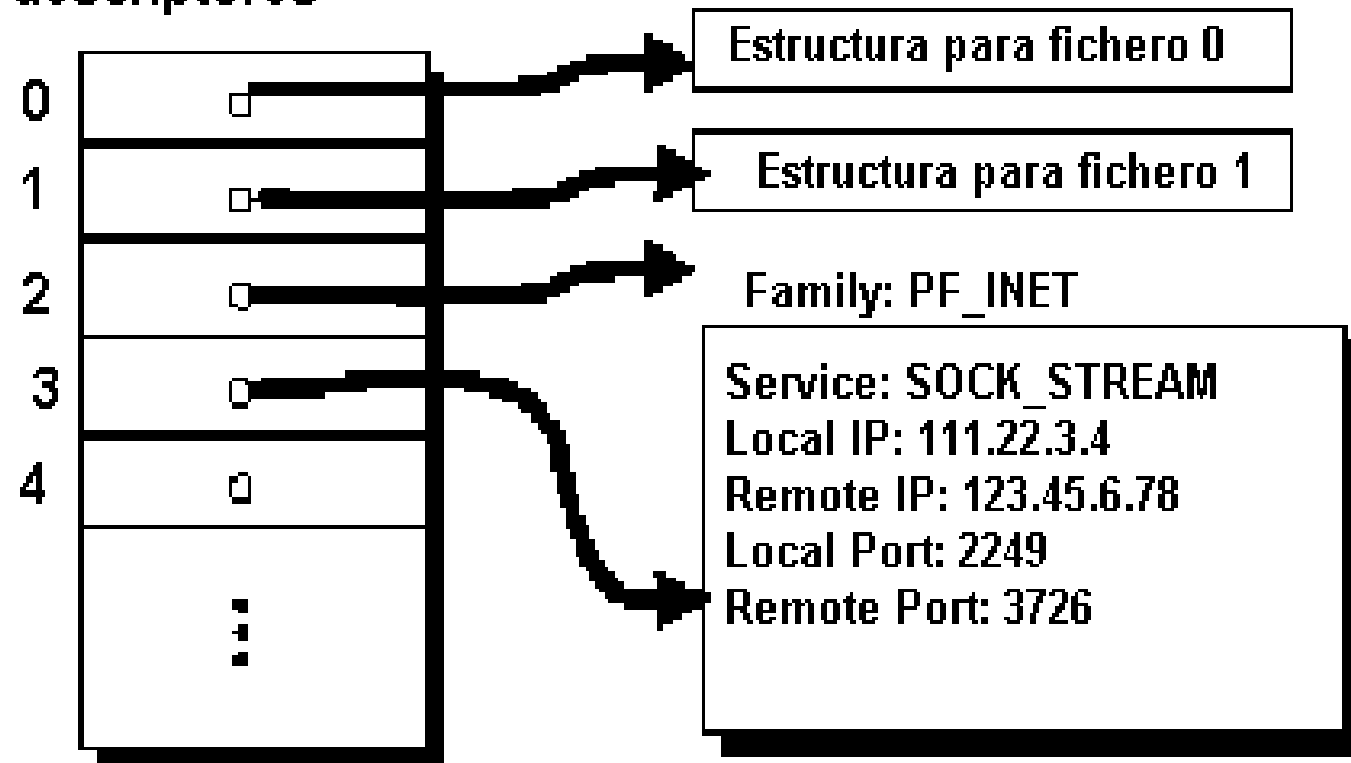 0
Estructura para fichero 0
1
Estructura para fichero 1
2
Family: PF_INET
3
Service: SOCK_STREAM
Local IP: 111.22.3.4
4
Remote IP: 123.45.6.78
Local Port: 2249
Remote Port: 3726